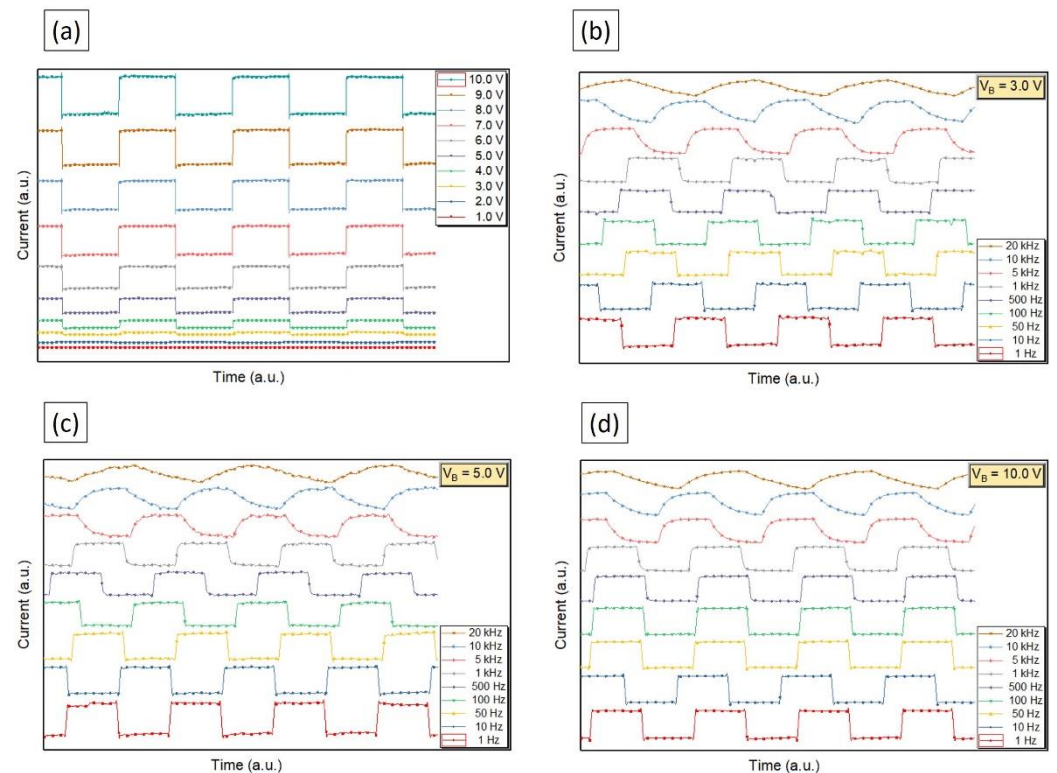 (a)
10.0 V
9.0 V
8.0 V
7.0 V
6.0 V
5.0 V
4.0 V
3.0 V
2.0 V
1.0 V
Current (a.u.)
Time (a.u.)
(b)
V_B = 3.0 V
20 kHz
10 kHz
5 kHz
1 kHz
500 Hz
100 Hz
50 Hz
10 Hz
1 Hz
Current (a.u.)
Time (a.u.)
(c)
V_B = 5.0 V
20 kHz
10 kHz
5 kHz
1 kHz
500 Hz
100 Hz
50 Hz
10 Hz
1 Hz
Current (a.u.)
Time (a.u.)
(d)
V_B = 10.0 V
20 kHz
10 kHz
5 kHz
1 kHz
500 Hz
100 Hz
50 Hz
10 Hz
1 Hz
Current (a.u.)
Time (a.u.)